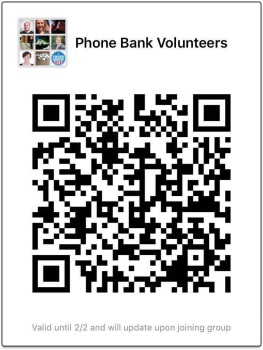 Phone Bank Volunteers
Valid until 2/2 and will update upon joining group